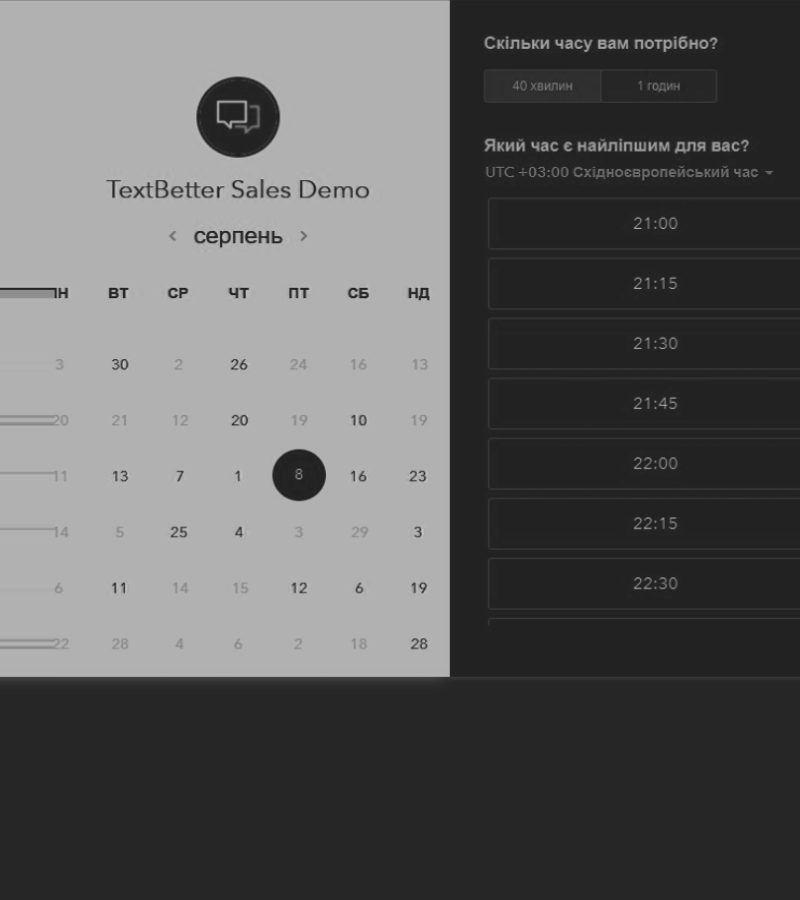 TextBetter Sales Demo
серпень
ВТ СР ЧТ ПТ СБ НД
3 30 2 26 24 16 13
20 21 12 20 19 10 19
11 13 7 1 8 16 23
14 5 25 4 3 29 3
6 11 14 15 12 6 19
22 28 4 6 2 18 28
Скільки часу вам потрібно?
40 хвилин 1 годин
Який час є найліпшим для вас?
UTC +03:00 Східноєвропейський час
21:00
21:15
21:30
21:45
22:00
22:15
22:30